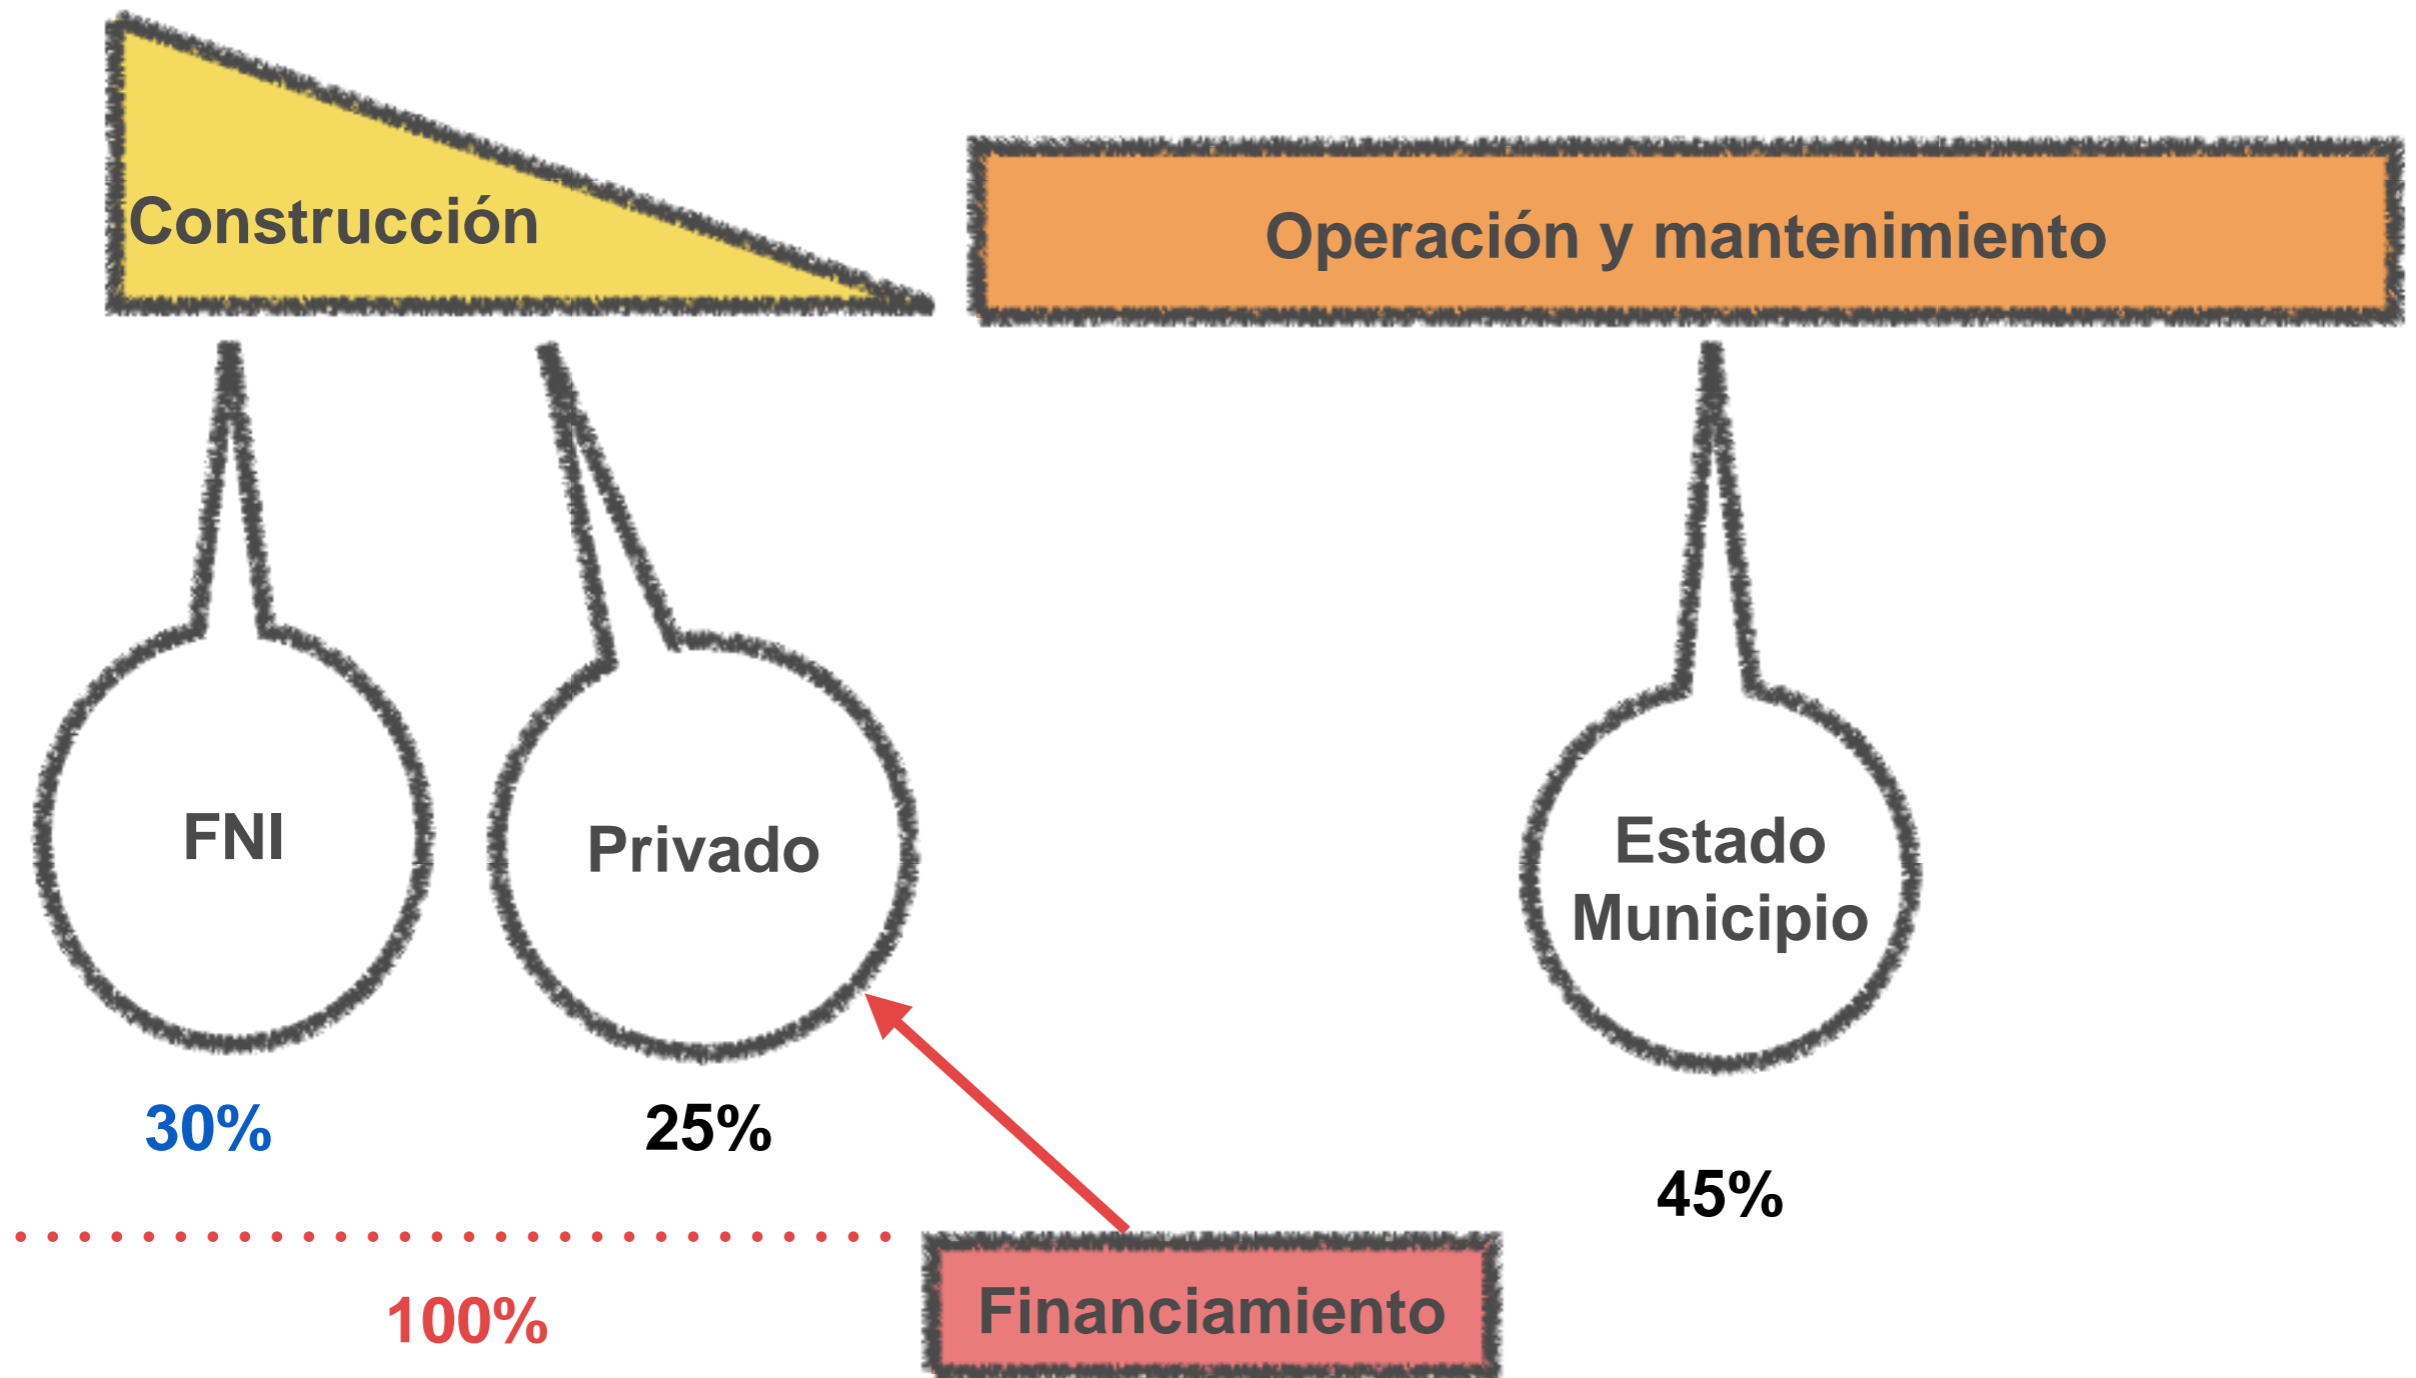 Construcción
Operación y mantenimiento
FNI
Privado
Estado
Municipio
30%
25%
45%
100%
Financiamiento